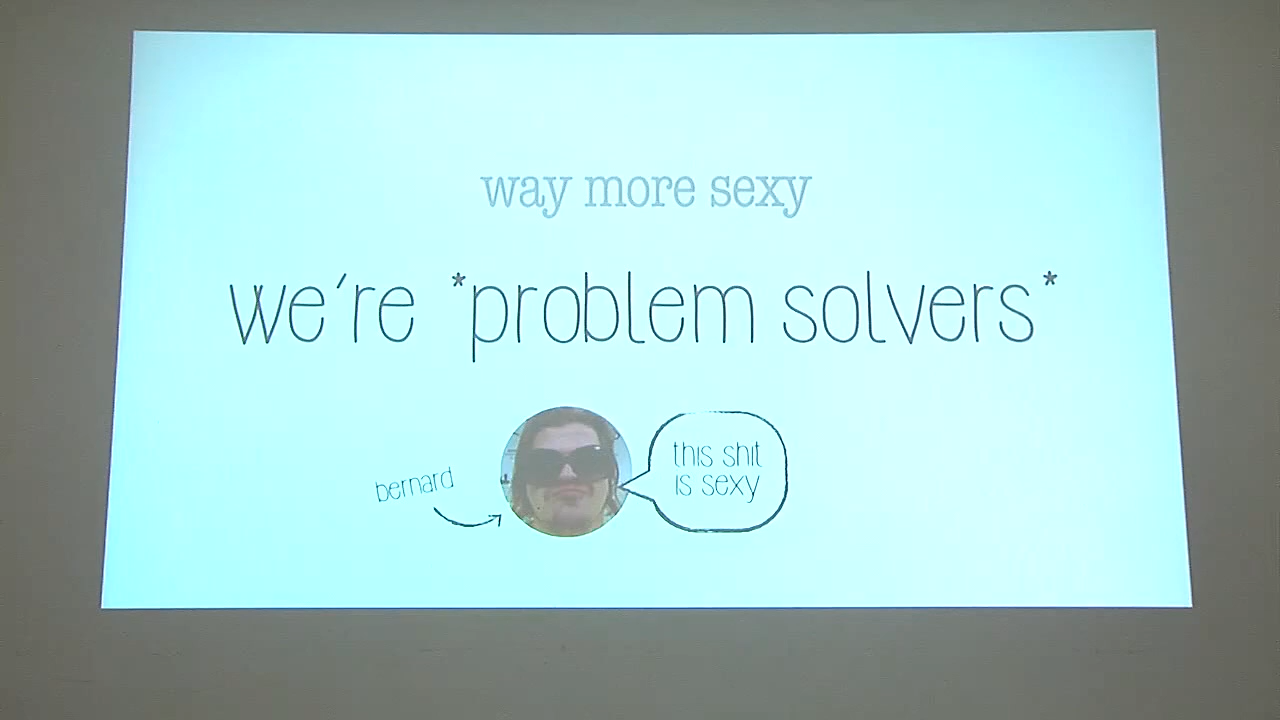 way more sexy
we're *problem solvers*
bernard
this shit
is sexy